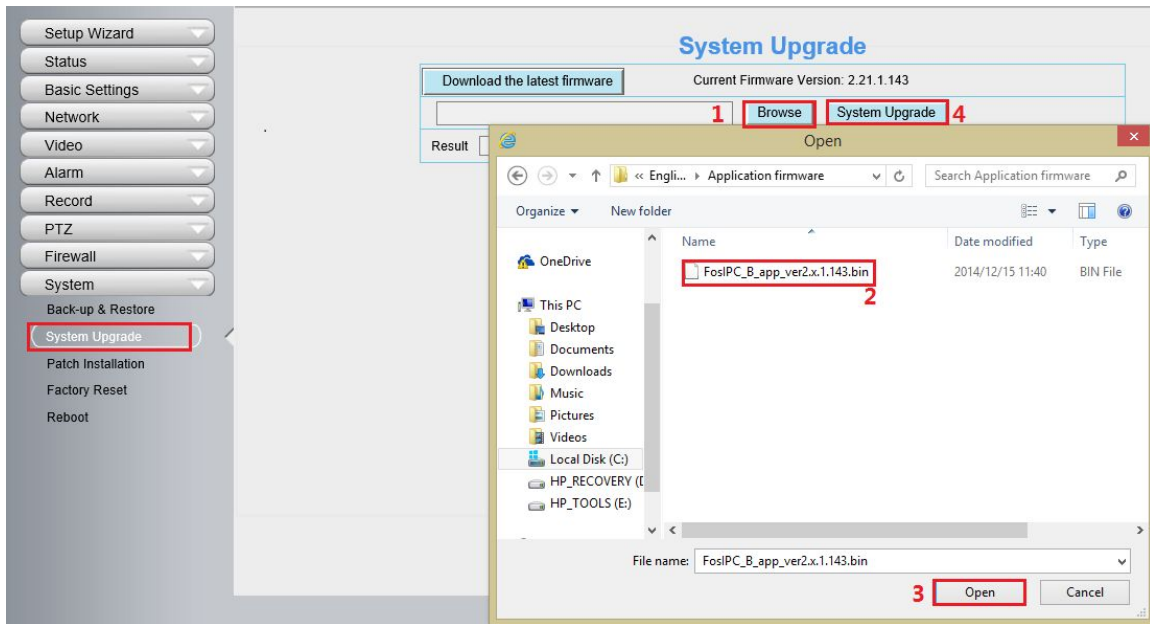 Setup Wizard
Status
Basic Settings
Network
Video
Alarm
Record
PTZ
Firewall
System
Back-up & Restore
System Upgrade
Patch Installation
Factory Reset
Reboot
System Upgrade
Download the latest firmware Current Firmware Version: 2.21.1.143
1 Browse System Upgrade 4
Result
Open
« Engli... Application firmware Search Application firmware
Organize New folder
Name Date modified Type
OneDrive
This PC
Desktop
Documents
Downloads
Music
Pictures
Videos
Local Disk (C:)
HP_RECOVERY (D
HP_TOOLS (E:)
FosIPC_B_app_ver2.x.1.143.bin 2014/12/15 11:40 BIN File
2
File name: FosIPC_B_app_ver2.x.1.143.bin
3 Open Cancel